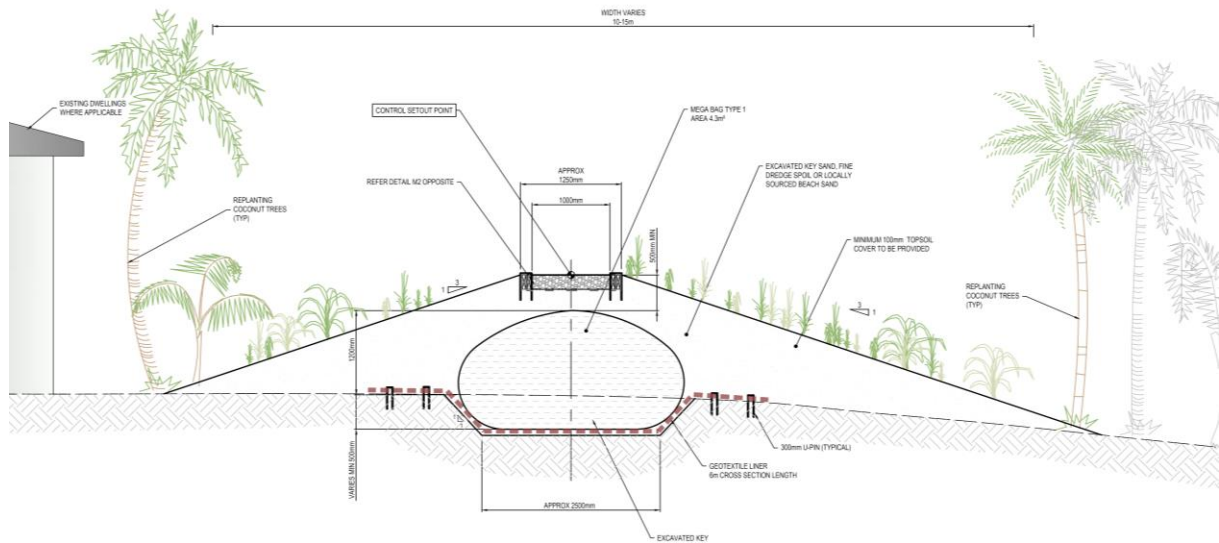 WIDTH VARIES
10-15m
EXISTING DWELLINGS
WHERE APPLICABLE
CONTROL SETOUT POINT
MEGA BAG TYPE 1
AREA 4.3m²
APPROX
1250mm
1000mm
REFER DETAIL M2 OPPOSITE
EXCAVATED KEY SAND, FINE
DREDGE SPOIL OR LOCALLY
SOURCED BEACH SAND
REPLANTING
COCONUT TREES
(TYP)
500mm MIN
MINIMUM 100mm TOPSOIL
COVER TO BE PROVIDED
3
1
3
1
REPLANTING
COCONUT TREES
(TYP)
1200mm
VARIES MIN 500mm
300mm U-PIN (TYPICAL)
GEOTEXTILE LINER
6m CROSS SECTION LENGTH
APPROX 2500mm
EXCAVATED KEY